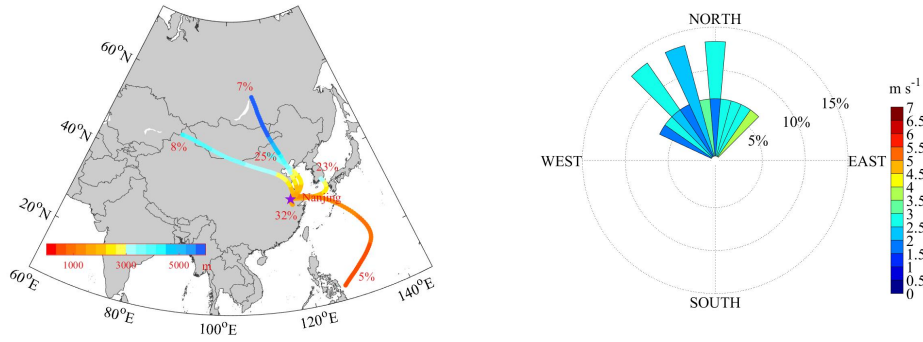 60°N
40°N
20°N
60°E
80°E
100°E
120°E
140°E
7%
8%
25%
23%
Nanjing
32%
5%
1000
3000
5000
m
NORTH
WEST
EAST
SOUTH
5%
10%
15%
m s⁻¹
7
6.5
6
5.5
5
4.5
4
3.5
3
2.5
2
1.5
1
0.5
0